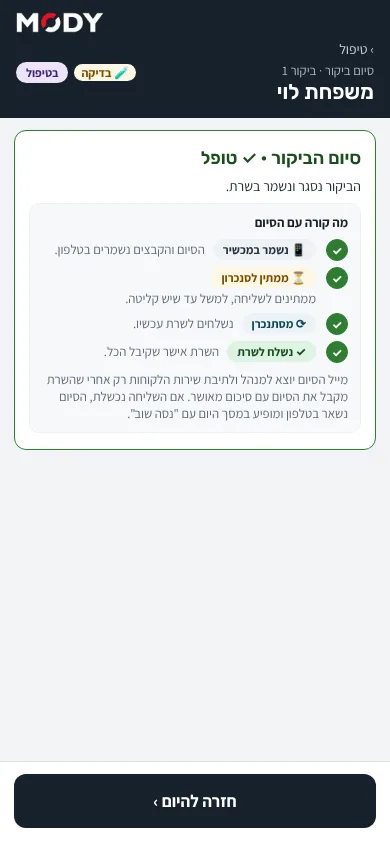 MODY
› טיפול
סיום ביקור · ביקור 1
משפחת לוי
🧪 בדיקה
בטיפול
סיום הביקור • ✓ טופל
הביקור נסגר ונשמר בשרת.
מה קורה עם הסיום
✓ 📱 נשמר במכשיר הסיום והקבצים נשמרים בטלפון.
✓ ⏳ ממתין לסנכרון
ממתינים לשליחה, למשל עד שיש קליטה.
✓ ⟳ מסתנכרן נשלחים לשרת עכשיו.
✓ ✓ נשלח לשרת השרת אישר שקיבל הכל.
מייל הסיום יוצא למנהל ולתיבת שירות הלקוחות רק אחרי שהשרת
מקבל את הסיום עם סיכום מאושר. אם השליחה נכשלת, הסיום
נשאר בטלפון ומופיע במסך היום עם "נסה שוב".
חזרה להיום ›